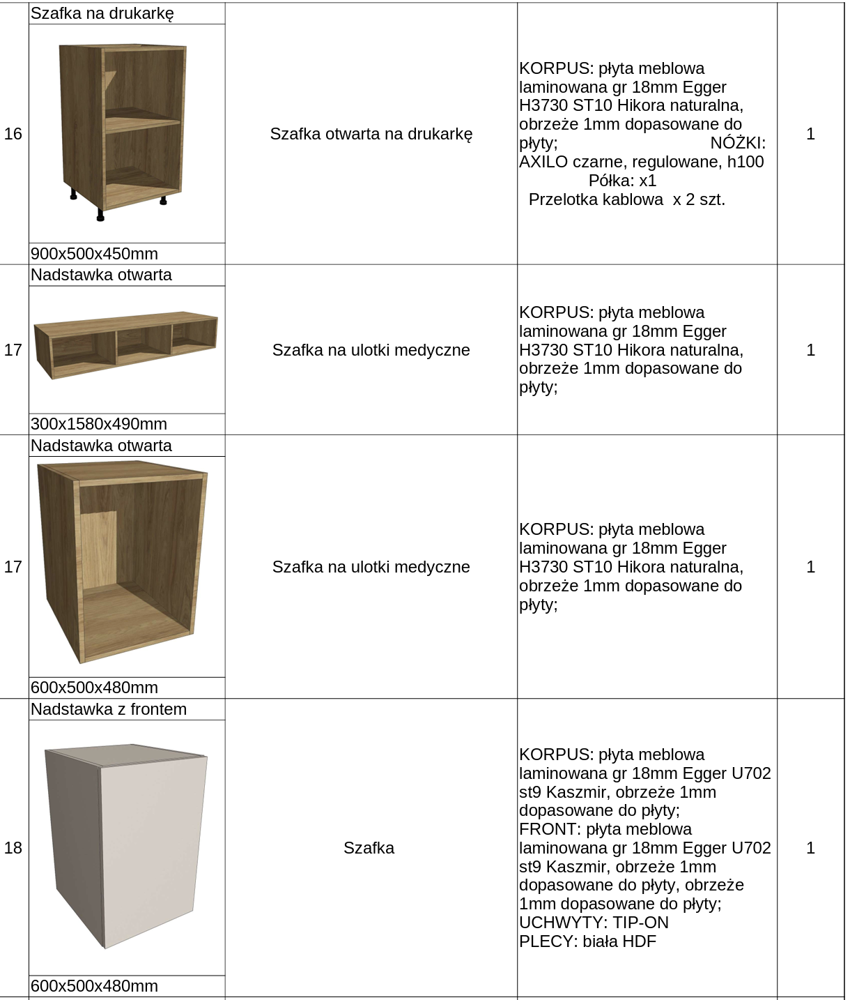 Szafka na drukarkę
16
900x500x450mm
Szafka otwarta na drukarkę
KORPUS: płyta meblowa
laminowana gr 18mm Egger
H3730 ST10 Hikora naturalna,
obrzeże 1mm dopasowane do
płyty; NÓŻKI:
AXILO czarne, regulowane, h100
Półka: x1
Przelotka kablowa x 2 szt.
1
Nadstawka otwarta
17
300x1580x490mm
Szafka na ulotki medyczne
KORPUS: płyta meblowa
laminowana gr 18mm Egger
H3730 ST10 Hikora naturalna,
obrzeże 1mm dopasowane do
płyty;
1
Nadstawka otwarta
17
600x500x480mm
Szafka na ulotki medyczne
KORPUS: płyta meblowa
laminowana gr 18mm Egger
H3730 ST10 Hikora naturalna,
obrzeże 1mm dopasowane do
płyty;
1
Nadstawka z frontem
18
600x500x480mm
Szafka
KORPUS: płyta meblowa
laminowana gr 18mm Egger U702
st9 Kaszmir, obrzeże 1mm
dopasowane do płyty;
FRONT: płyta meblowa
laminowana gr 18mm Egger U702
st9 Kaszmir, obrzeże 1mm
dopasowane do płyty, obrzeże
1mm dopasowane do płyty;
UCHWYTY: TIP-ON
PLECY: biała HDF
1